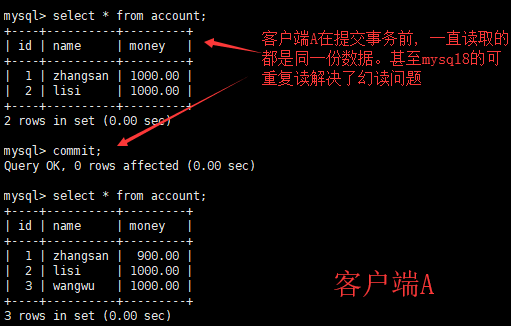 mysql> select * from account;
+----+----------+---------+
| id | name     | money   |
+----+----------+---------+
|  1 | zhangsan | 1000.00 |
|  2 | lisi     | 1000.00 |
+----+----------+---------+
2 rows in set (0.00 sec)
客户端A在提交事务前，一直读取的
都是同一份数据。甚至mysql8的可
重复读解决了幻读问题
mysql> commit;
Query OK, 0 rows affected (0.00 sec)
mysql> select * from account;
+----+----------+---------+
| id | name     | money   |
+----+----------+---------+
|  1 | zhangsan |  900.00 |
|  2 | lisi     | 1000.00 |
|  3 | wangwu   | 1000.00 |
+----+----------+---------+
3 rows in set (0.00 sec)
客户端A